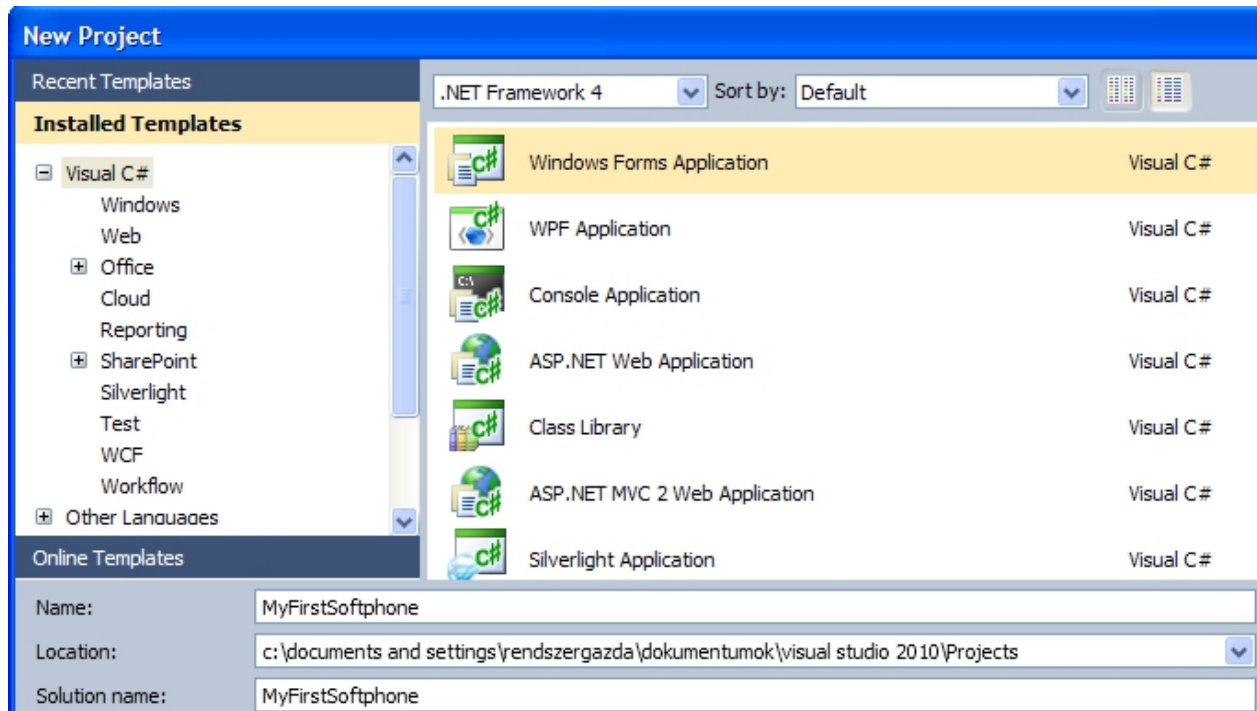 New Project
Recent Templates
Installed Templates
Visual C#
Windows
Web
Office
Cloud
Reporting
SharePoint
Silverlight
Test
WCF
Workflow
Other Languages
Online Templates
.NET Framework 4 Sort by: Default
Windows Forms Application Visual C#
WPF Application Visual C#
Console Application Visual C#
ASP.NET Web Application Visual C#
Class Library Visual C#
ASP.NET MVC 2 Web Application Visual C#
Silverlight Application Visual C#
Name: MyFirstSoftphone
Location: c:\documents and settings\rendszergazda\dokumentumok\visual studio 2010\Projects
Solution name: MyFirstSoftphone